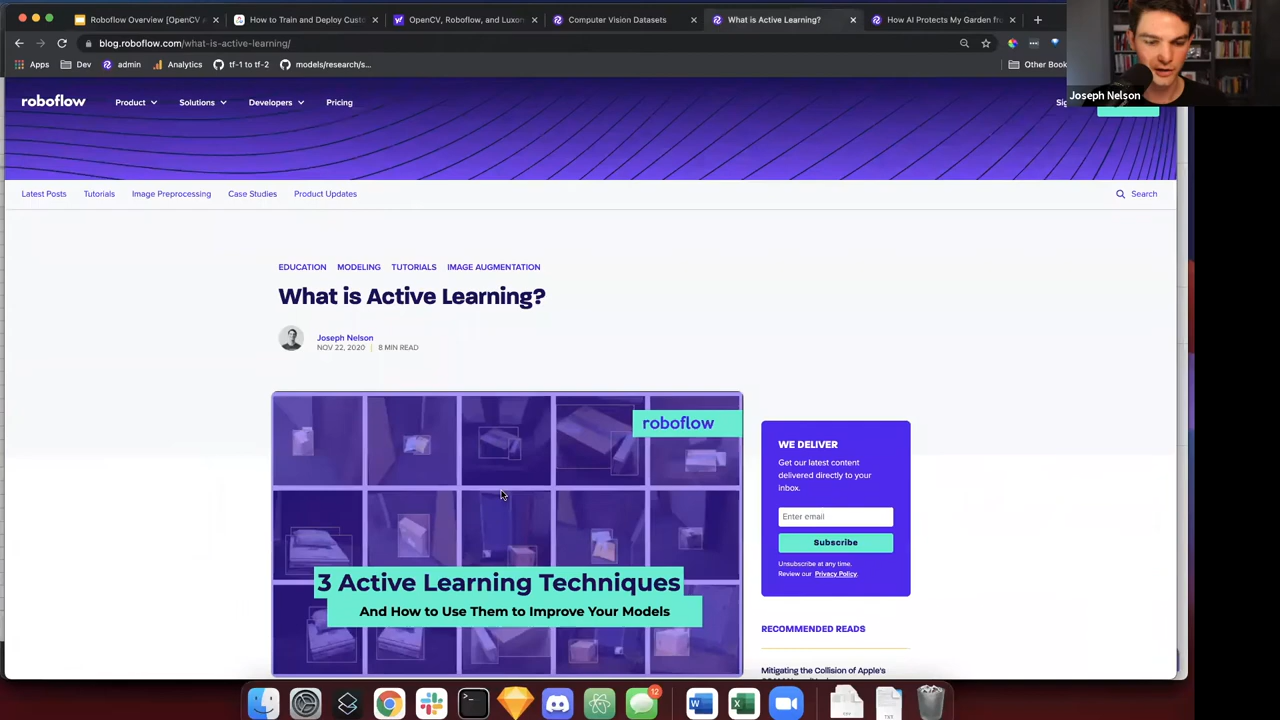 Roboflow Overview [OpenCV A
How to Train and Deploy Cust
OpenCV, Roboflow, and Luxon
Computer Vision Datasets
What is Active Learning?
How AI Protects My Garden fr
blog.roboflow.com/what-is-active-learning/
Apps
Dev
admin
Analytics
tf-1 to tf-2
models/research/s...
Other Book
Joseph Nelson
roboflow
Product
Solutions
Developers
Pricing
Sig
Latest Posts
Tutorials
Image Preprocessing
Case Studies
Product Updates
Search
EDUCATION MODELING TUTORIALS IMAGE AUGMENTATION
What is Active Learning?
Joseph Nelson
NOV 22, 2020 | 8 MIN READ
roboflow
3 Active Learning Techniques
And How to Use Them to Improve Your Models
WE DELIVER
Get our latest content
delivered directly to your
inbox.
Enter email
Subscribe
Unsubscribe at any time.
Review our Privacy Policy.
RECOMMENDED READS
Mitigating the Collision of Apple's
12
TXT